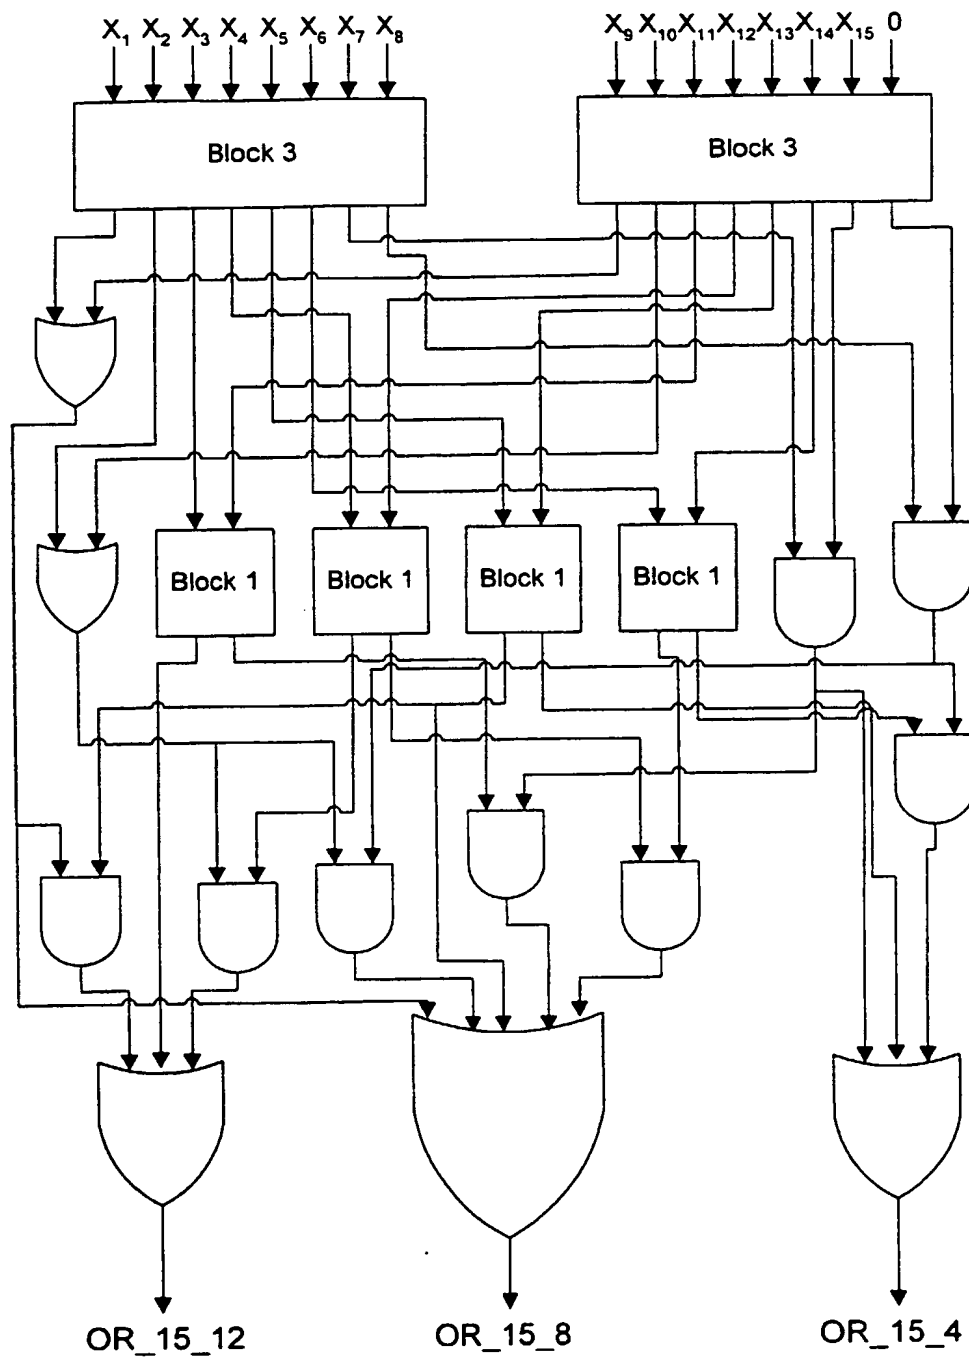 X₁ X₂ X₃ X₄ X₅ X₆ X₇ X₈ X₉ X₁₀ X₁₁ X₁₂ X₁₃ X₁₄ X₁₅ 0
Block 3 Block 3
Block 1 Block 1 Block 1 Block 1
OR_15_12 OR_15_8 OR_15_4